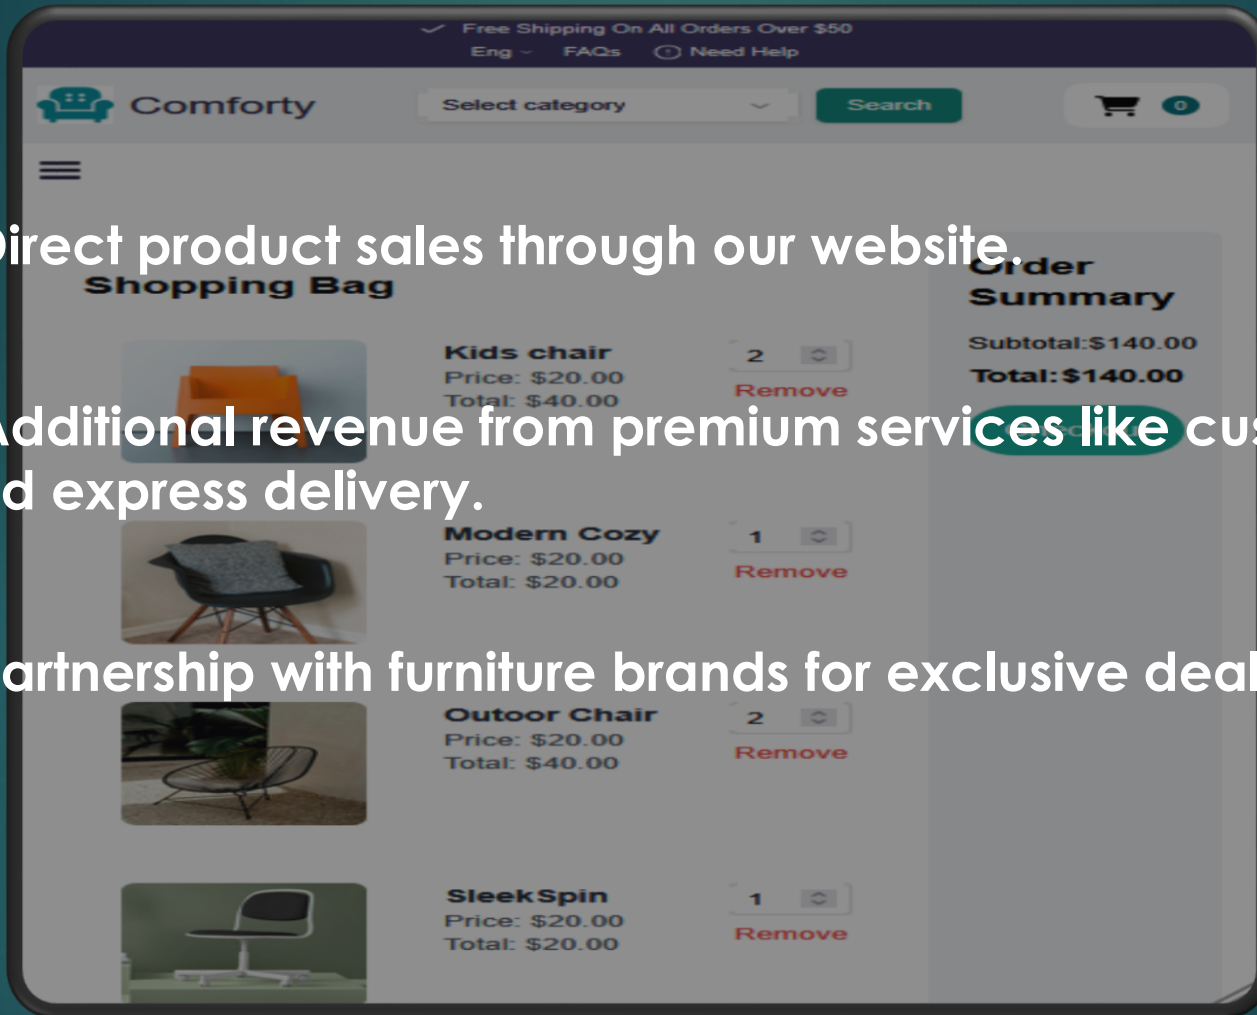 Free Shipping On All Orders Over $50
Eng FAQs Need Help
Comforty
Select category
Search
0
Direct product sales through our website.
Shopping Bag
Order
Summary
Subtotal:$140.00
Total:$140.00
Kids chair
Price: $20.00
Total: $40.00
2
Remove
Additional revenue from premium services like cus
d express delivery.
Modern Cozy
Price: $20.00
Total: $20.00
1
Remove
artnership with furniture brands for exclusive deal
Outoor Chair
Price: $20.00
Total: $40.00
2
Remove
SleekSpin
Price: $20.00
Total: $20.00
1
Remove